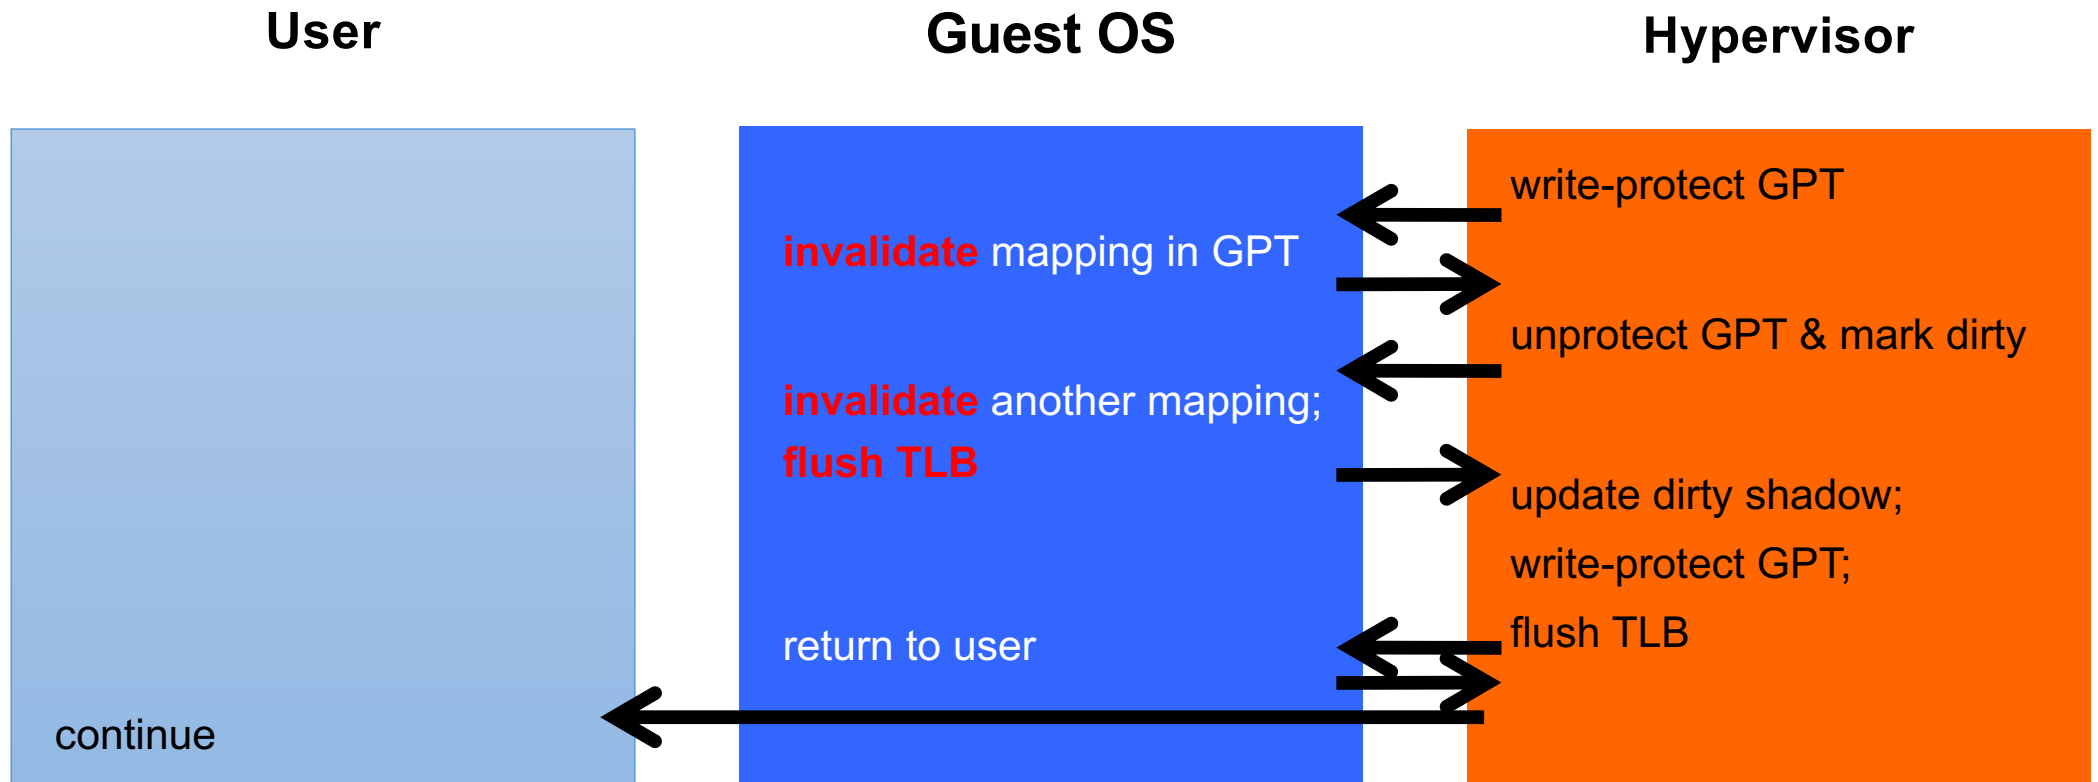 User
Guest OS
Hypervisor
write-protect GPT
invalidate mapping in GPT
unprotect GPT & mark dirty
invalidate another mapping;
flush TLB
update dirty shadow;
write-protect GPT;
flush TLB
return to user
continue